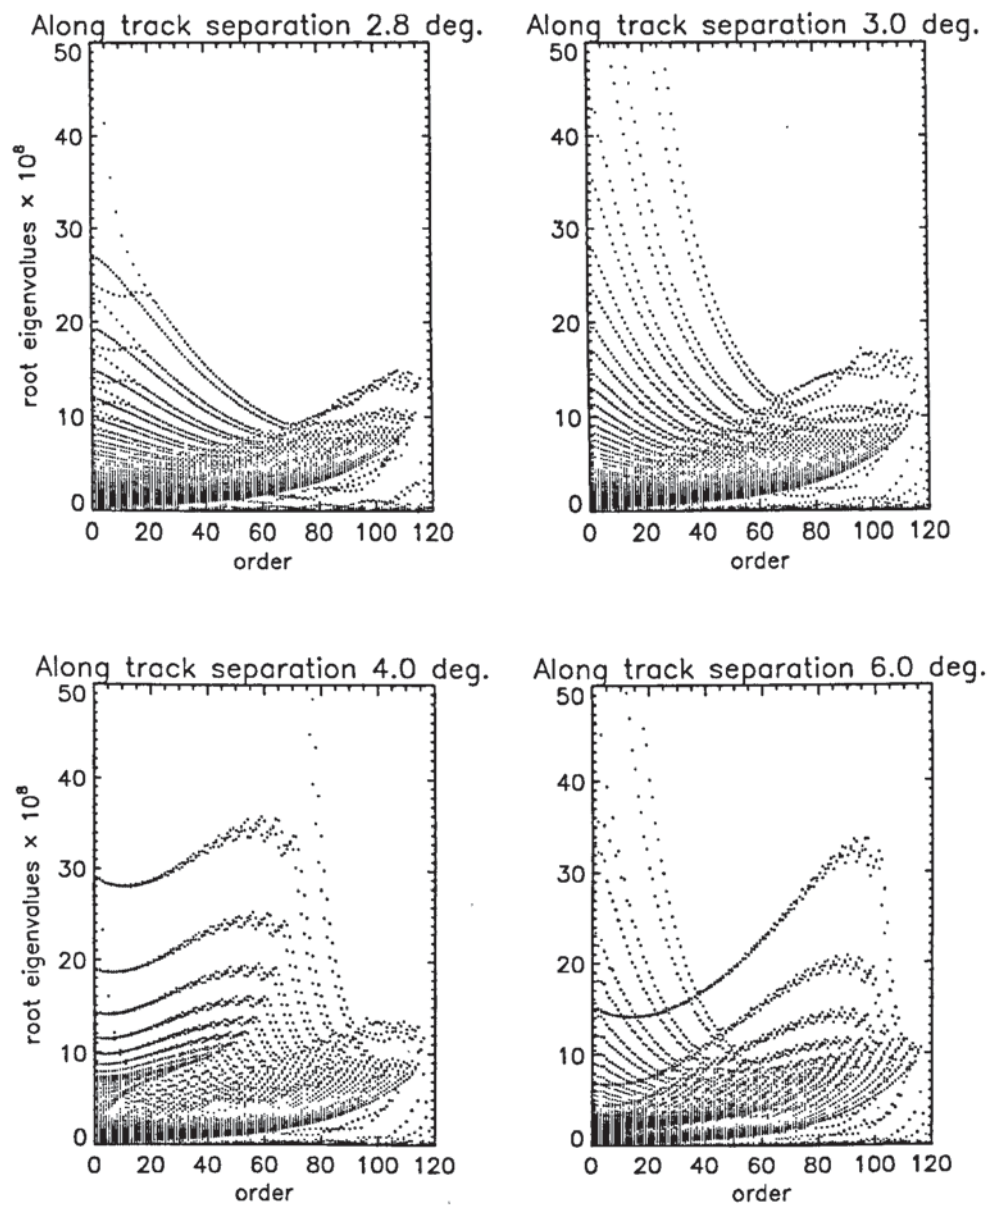 Along track separation 2.8 deg.
50
40
30
20
10
0
root eigenvalues × 10⁸
0 20 40 60 80 100 120
order
Along track separation 3.0 deg.
50
40
30
20
10
0
0 20 40 60 80 100 120
order
Along track separation 4.0 deg.
50
40
30
20
10
0
root eigenvalues × 10⁸
0 20 40 60 80 100 120
order
Along track separation 6.0 deg.
50
40
30
20
10
0
0 20 40 60 80 100 120
order